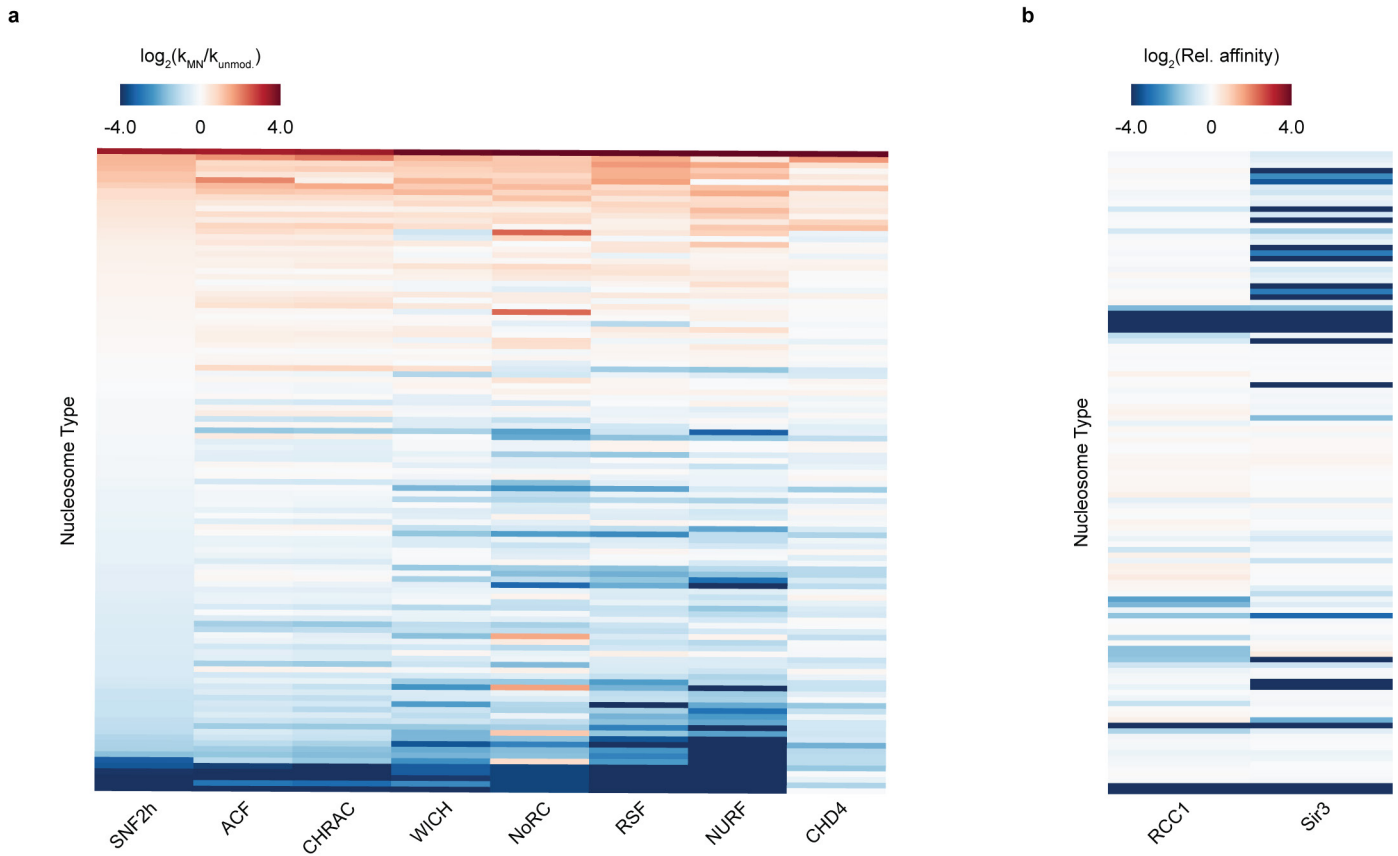 a
log2(kMN/kunmod.)
-4.0 0 4.0
Nucleosome Type
SNF2h ACF CHRAC WICH NoRC RSF NURF CHD4
b
log2(Rel. affinity)
-4.0 0 4.0
Nucleosome Type
RCC1 Sir3